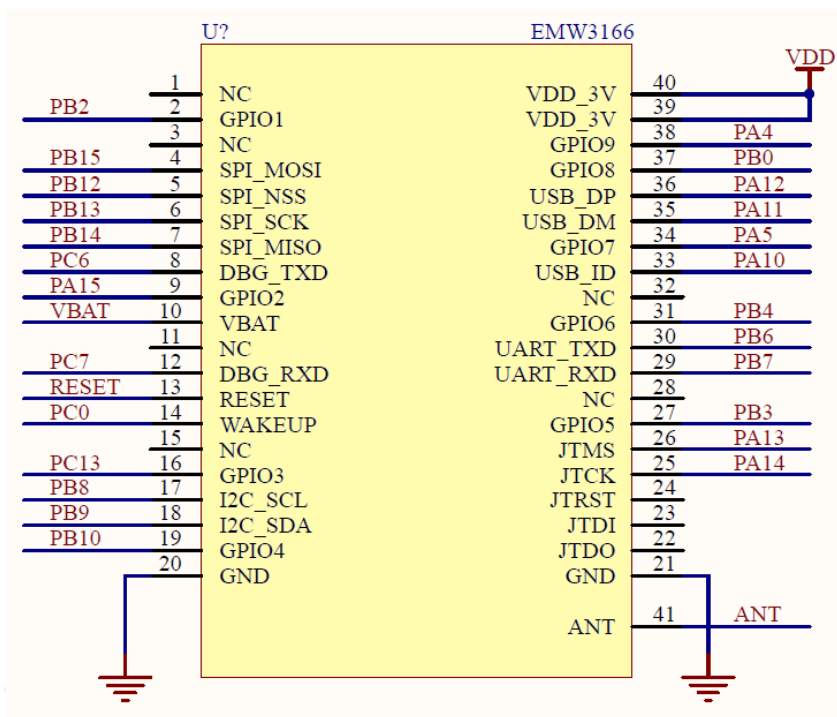 U? EMW3166
VDD
1 NC VDD_3V 40
PB2 2 GPIO1 VDD_3V 39
3 NC GPIO9 38 PA4
PB15 4 SPI_MOSI GPIO8 37 PB0
PB12 5 SPI_NSS USB_DP 36 PA12
PB13 6 SPI_SCK USB_DM 35 PA11
PB14 7 SPI_MISO GPIO7 34 PA5
PC6 8 DBG_TXD USB_ID 33 PA10
PA15 9 GPIO2 NC 32
VBAT 10 VBAT GPIO6 31 PB4
11 NC UART_TXD 30 PB6
PC7 12 DBG_RXD UART_RXD 29 PB7
RESET 13 RESET NC 28
PC0 14 WAKEUP GPIO5 27 PB3
15 NC JTMS 26 PA13
PC13 16 GPIO3 JTCK 25 PA14
PB8 17 I2C_SCL JTRST 24
PB9 18 I2C_SDA JTDI 23
PB10 19 GPIO4 JTDO 22
20 GND GND 21
ANT 41 ANT